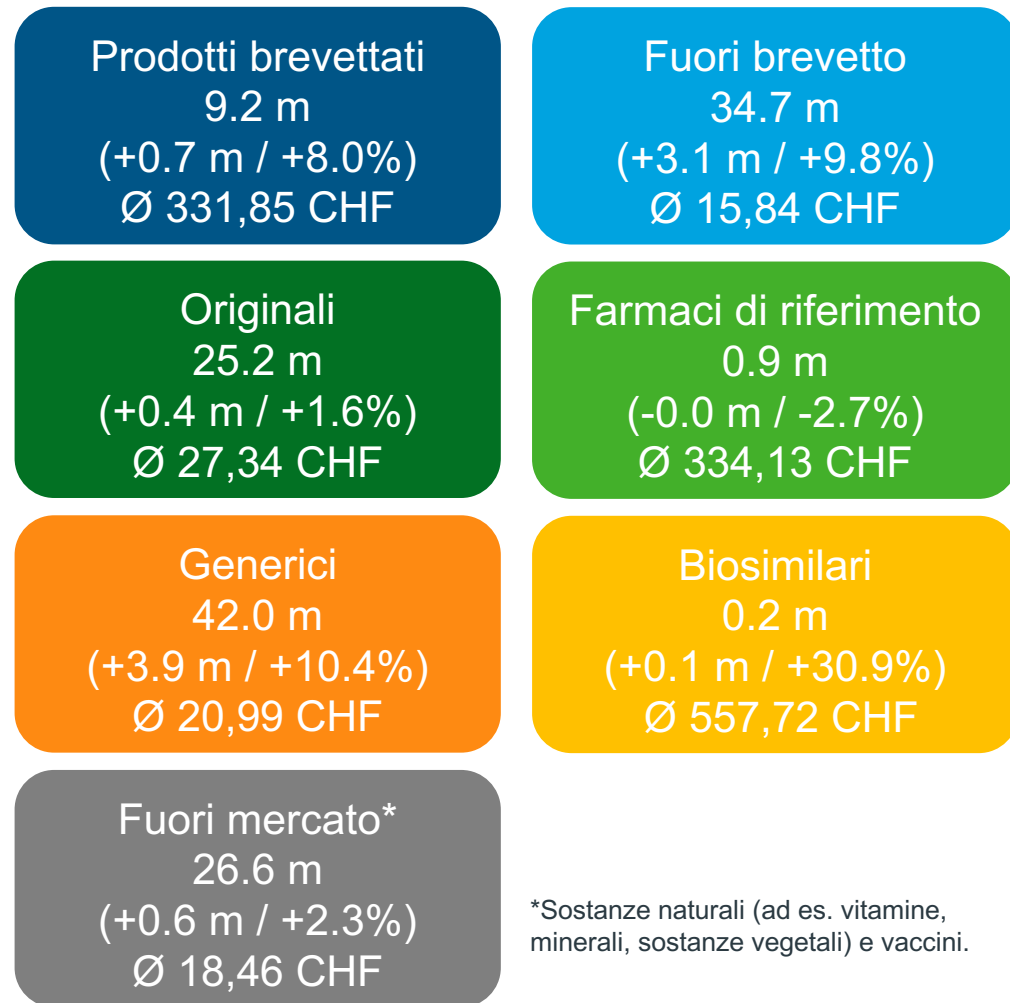 Prodotti brevettati
9.2 m
(+0.7 m / +8.0%)
Ø 331,85 CHF
Fuori brevetto
34.7 m
(+3.1 m / +9.8%)
Ø 15,84 CHF
Originali
25.2 m
(+0.4 m / +1.6%)
Ø 27,34 CHF
Farmaci di riferimento
0.9 m
(-0.0 m / -2.7%)
Ø 334,13 CHF
Generici
42.0 m
(+3.9 m / +10.4%)
Ø 20,99 CHF
Biosimilari
0.2 m
(+0.1 m / +30.9%)
Ø 557,72 CHF
Fuori mercato*
26.6 m
(+0.6 m / +2.3%)
Ø 18,46 CHF
*Sostanze naturali (ad es. vitamine,
minerali, sostanze vegetali) e vaccini.